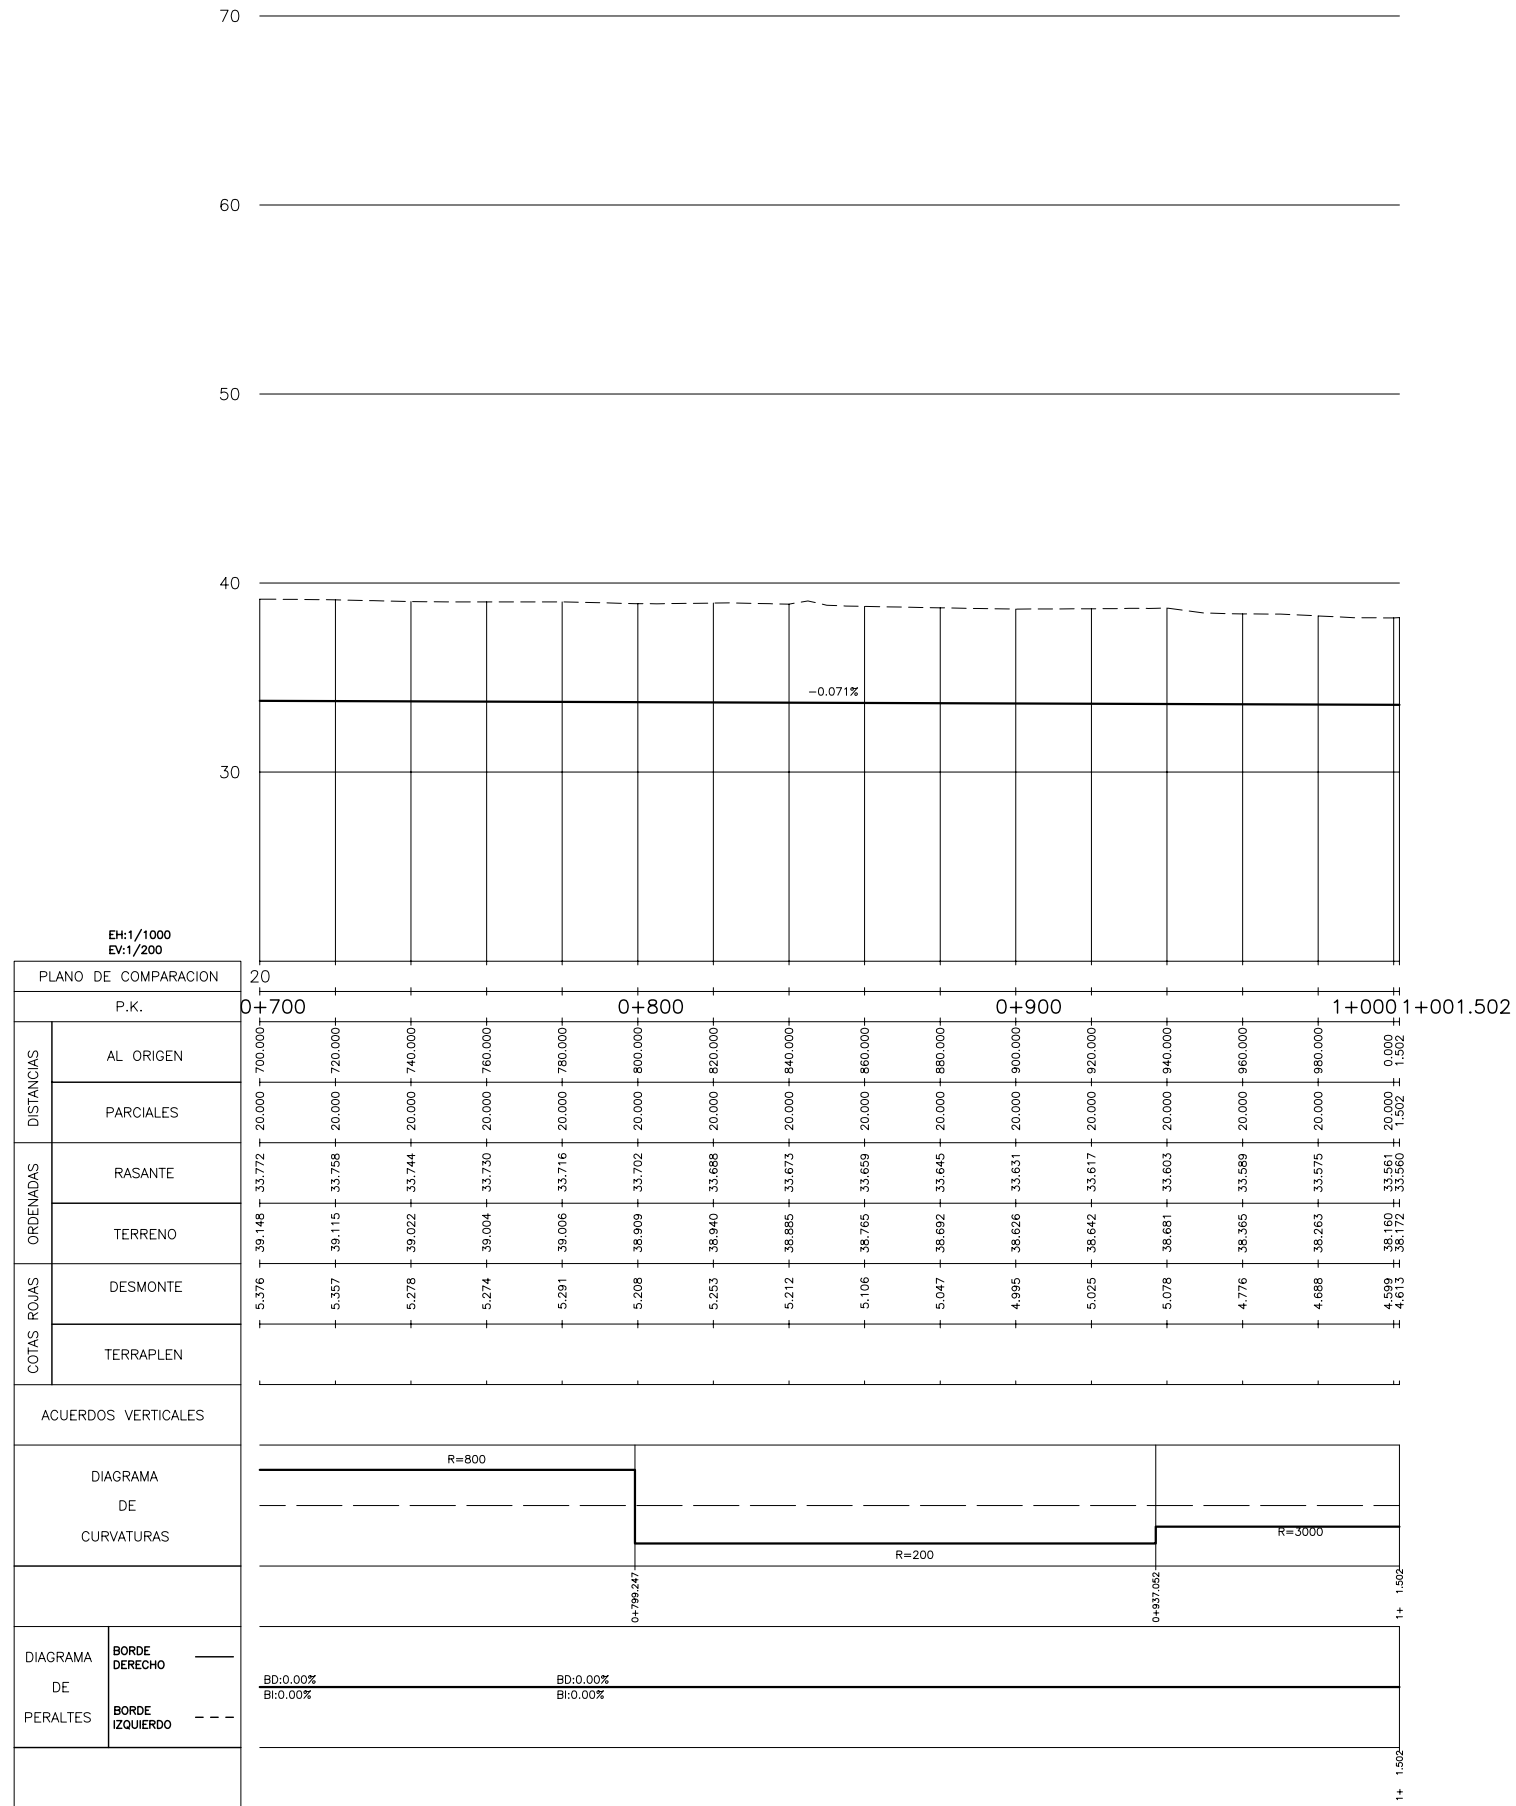 70
60
50
40
-0.071%
30
EH:1/1000
EV:1/200
PLANO DE COMPARACION 20
P.K. 0+700 0+800 0+900 1+000 1+001.502
DISTANCIAS
AL ORIGEN 700.000 720.000 740.000 760.000 780.000 800.000 820.000 840.000 860.000 880.000 900.000 920.000 940.000 960.000 980.000 0.000 1.502
PARCIALES 20.000 20.000 20.000 20.000 20.000 20.000 20.000 20.000 20.000 20.000 20.000 20.000 20.000 20.000 20.000 20.000 1.502
ORDENADAS
RASANTE 33.772 33.758 33.744 33.730 33.716 33.702 33.688 33.673 33.659 33.645 33.631 33.617 33.603 33.589 33.575 33.561 33.560
TERRENO 39.148 39.115 39.022 39.004 39.006 38.909 38.940 38.885 38.765 38.692 38.626 38.642 38.681 38.365 38.263 38.160 38.172
COTAS ROJAS
DESMONTE 5.376 5.357 5.278 5.274 5.291 5.208 5.253 5.212 5.106 5.047 4.995 5.025 5.078 4.776 4.688 4.599 4.613
TERRAPLEN
ACUERDOS VERTICALES
DIAGRAMA
DE
CURVATURAS
R=800
R=200
R=3000
0+799.247
0+937.052
1+ 1.502
DIAGRAMA
DE
PERALTES
BORDE
DERECHO
BORDE
IZQUIERDO
BD:0.00% BD:0.00%
BI:0.00% BI:0.00%
1+ 1.502